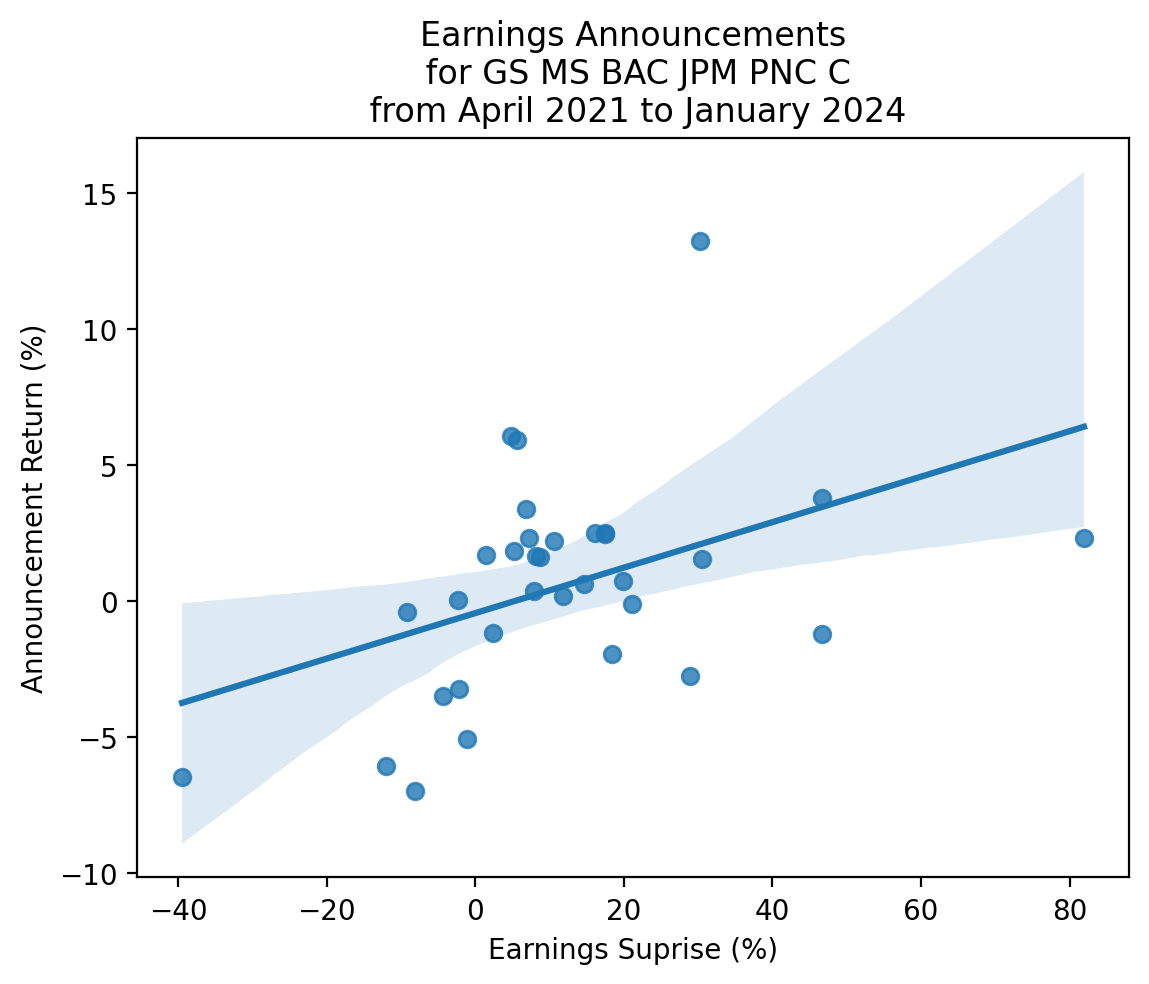 Earnings Announcements
for GS MS BAC JPM PNC C
from April 2021 to January 2024
Announcement Return (%)
15
10
5
0
−5
−10
−40 −20 0 20 40 60 80
Earnings Suprise (%)